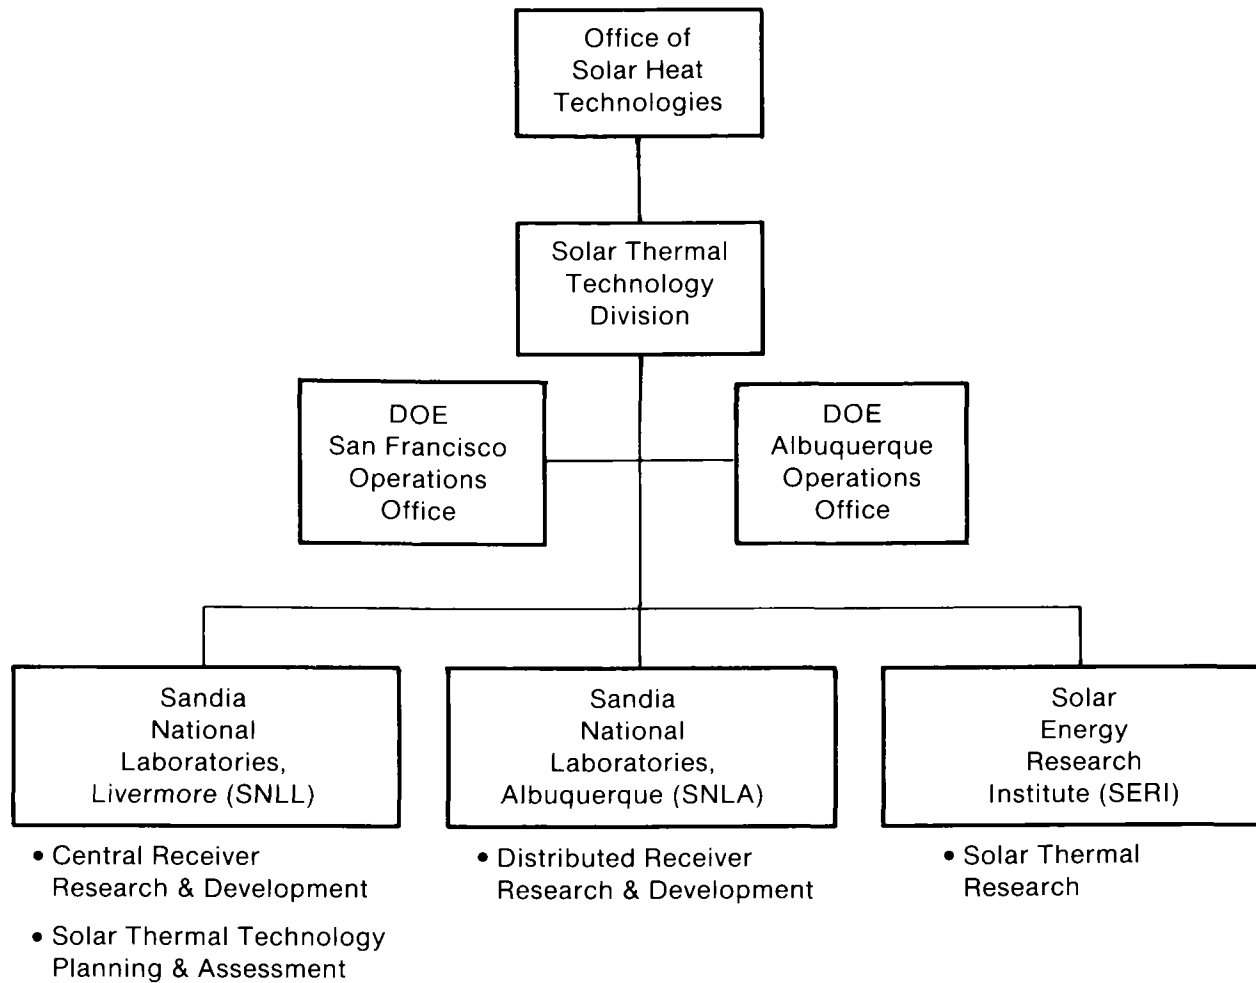 Office of
Solar Heat
Technologies
Solar Thermal
Technology
Division
DOE
San Francisco
Operations
Office
DOE
Albuquerque
Operations
Office
Sandia
National
Laboratories,
Livermore (SNLL)
• Central Receiver
Research & Development
• Solar Thermal Technology
Planning & Assessment
Sandia
National
Laboratories,
Albuquerque (SNLA)
• Distributed Receiver
Research & Development
Solar
Energy
Research
Institute (SERI)
• Solar Thermal
Research